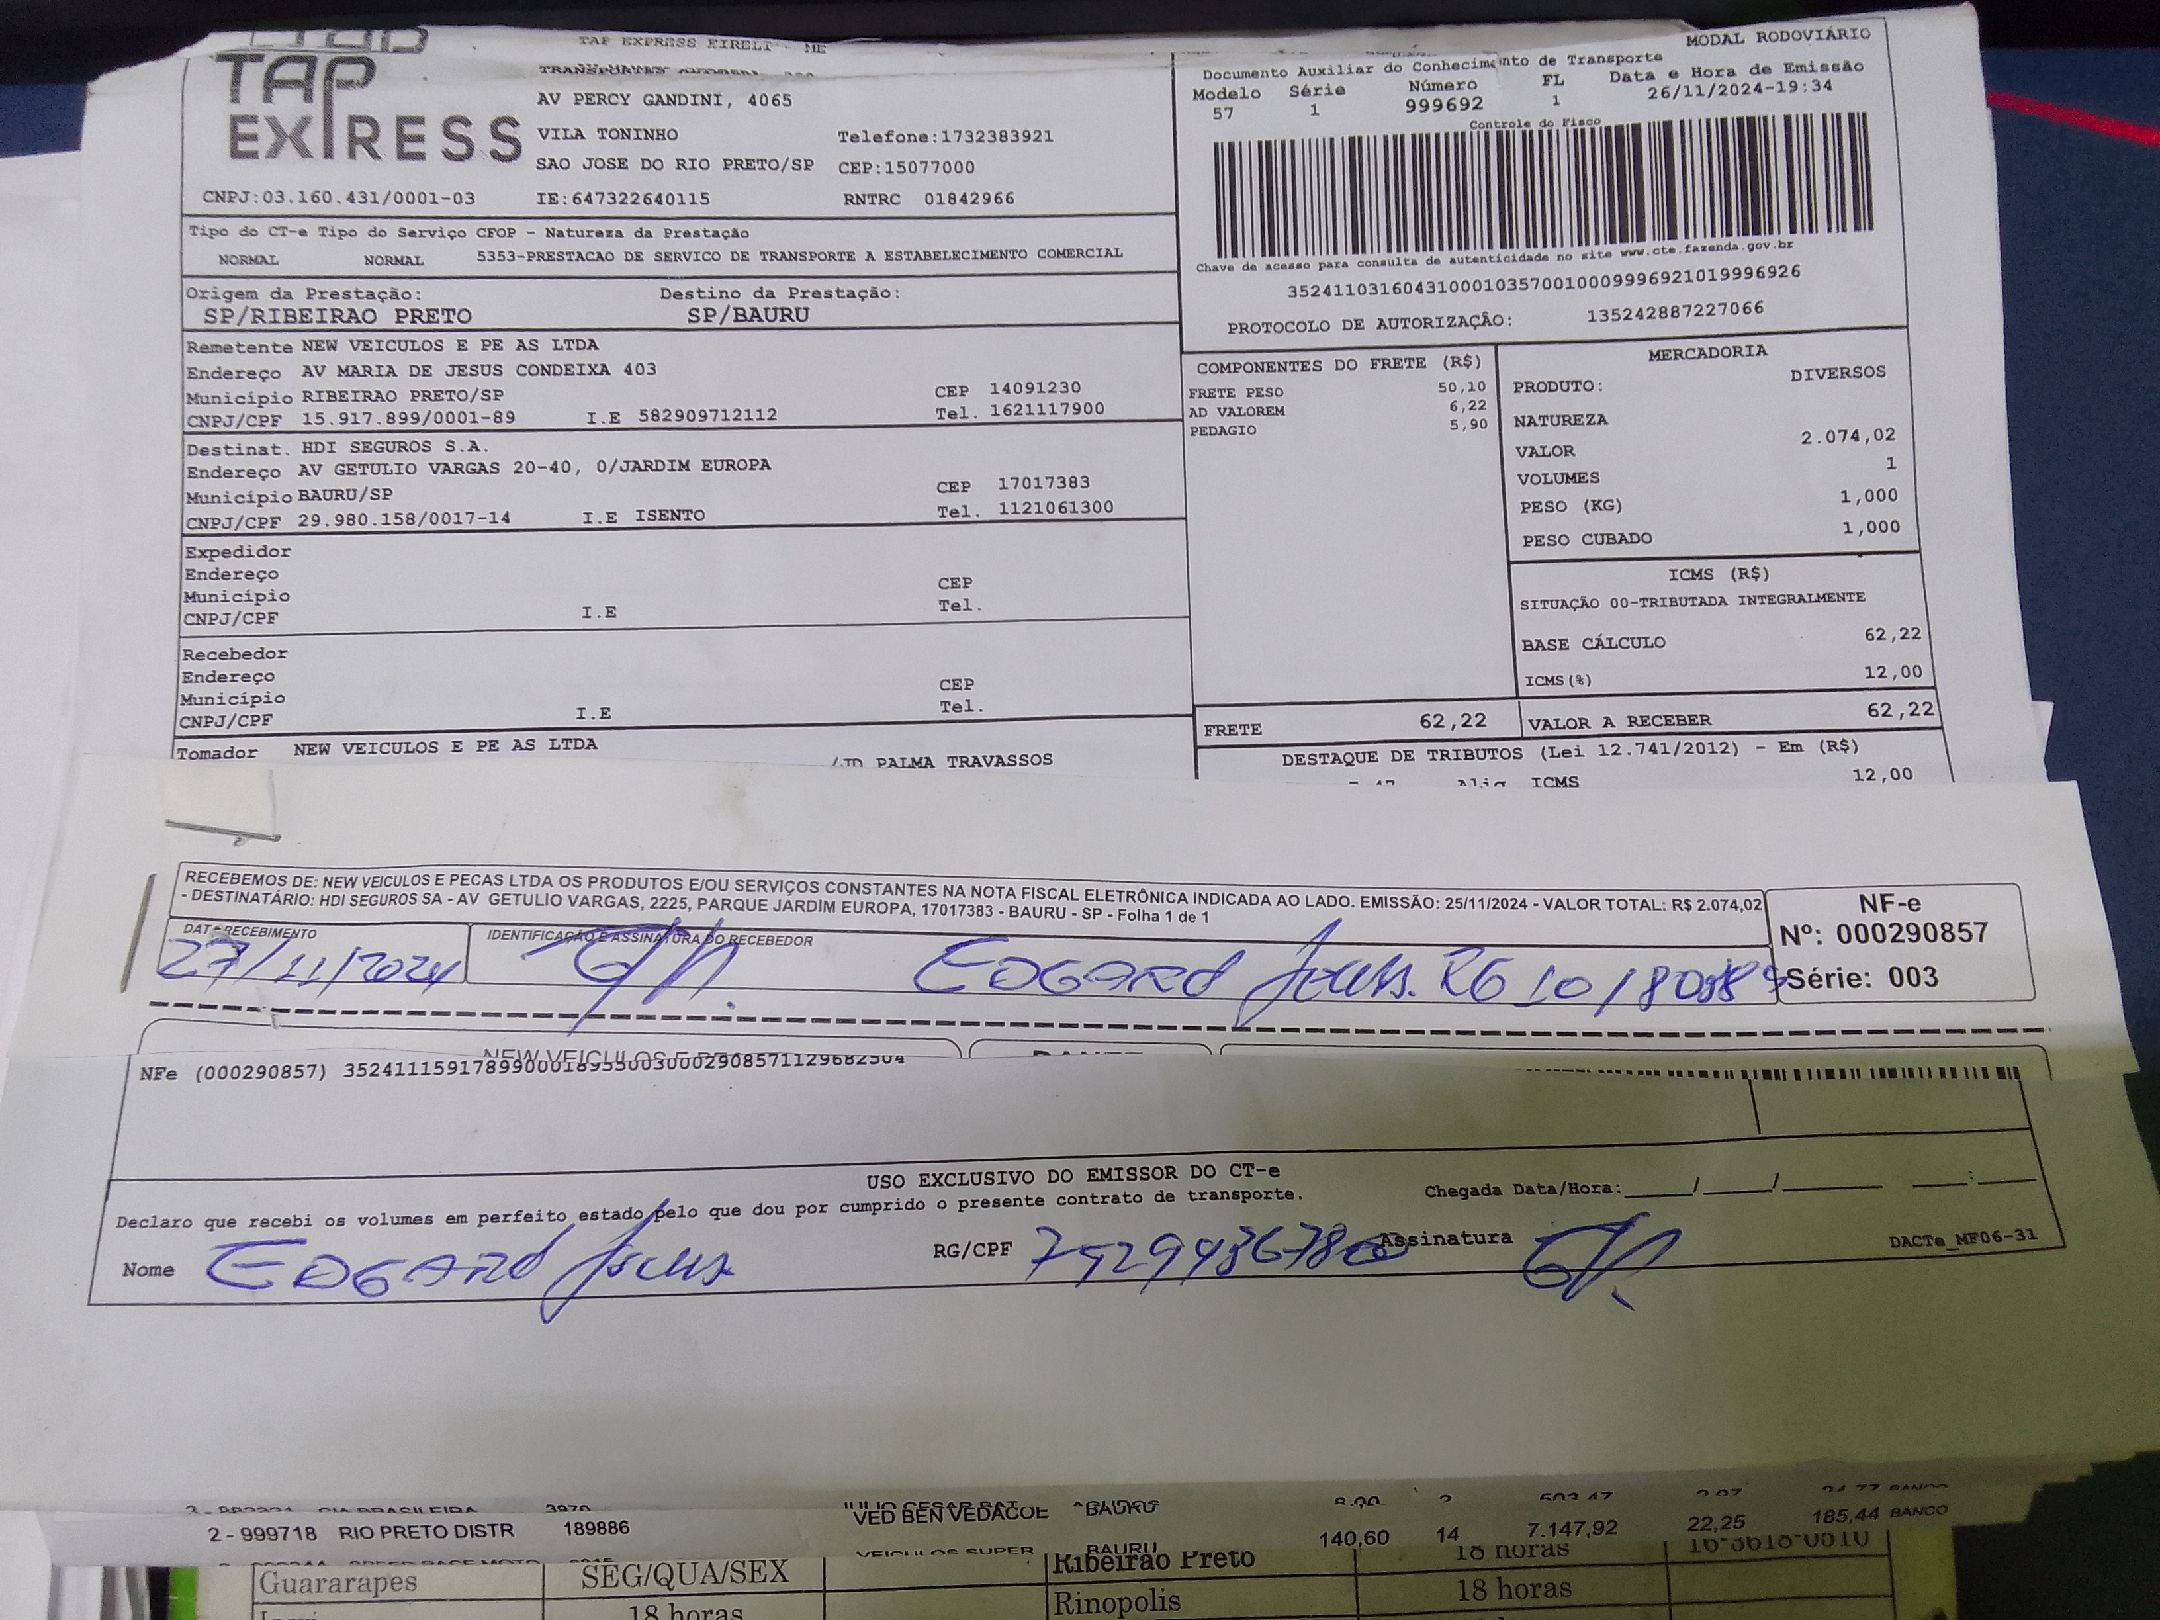 TAP EXPRESS EIRELI - ME
MODAL RODOVIÁRIO
TAP EXPRESS
AV PERCY GANDINI, 4065
VILA TONINHO Telefone:1732383921
SAO JOSE DO RIO PRETO/SP CEP:15077000
CNPJ:03.160.431/0001-03 IE:647322640115 RNTRC 01842966
Documento Auxiliar do Conhecimento de Transporte
Modelo Série Número FL Data e Hora de Emissão
57 1 999692 1 26/11/2024-19:34
Controle do Fisco
Chave de acesso para consulta de autenticidade no site www.cte.fazenda.gov.br
35241103160431000103570010009996921019996926
PROTOCOLO DE AUTORIZAÇÃO: 135242887227066
Tipo do CT-e Tipo do Serviço CFOP - Natureza da Prestação
NORMAL NORMAL 5353-PRESTACAO DE SERVICO DE TRANSPORTE A ESTABELECIMENTO COMERCIAL
Origem da Prestação: Destino da Prestação:
SP/RIBEIRAO PRETO SP/BAURU
Remetente NEW VEICULOS E PE AS LTDA
Endereço AV MARIA DE JESUS CONDEIXA 403
Município RIBEIRAO PRETO/SP CEP 14091230
CNPJ/CPF 15.917.899/0001-89 I.E 582909712112 Tel. 1621117900
Destinat. HDI SEGUROS S.A.
Endereço AV GETULIO VARGAS 20-40, 0/JARDIM EUROPA
Município BAURU/SP CEP 17017383
CNPJ/CPF 29.980.158/0017-14 I.E ISENTO Tel. 1121061300
Expedidor
Endereço
Município CEP
CNPJ/CPF I.E Tel.
Recebedor
Endereço
Município CEP
CNPJ/CPF I.E Tel.
Tomador NEW VEICULOS E PE AS LTDA
PALMA TRAVASSOS
COMPONENTES DO FRETE (R$)
FRETE PESO 50,10
AD VALOREM 6,22
PEDAGIO 5,90
MERCADORIA
PRODUTO: DIVERSOS
NATUREZA
VALOR 2.074,02
VOLUMES 1
PESO (KG) 1,000
PESO CUBADO 1,000
ICMS (R$)
SITUAÇÃO 00-TRIBUTADA INTEGRALMENTE
BASE CÁLCULO 62,22
ICMS(%) 12,00
FRETE 62,22 VALOR A RECEBER 62,22
DESTAQUE DE TRIBUTOS (Lei 12.741/2012) - Em (R$)
Aliq ICMS 12,00
RECEBEMOS DE: NEW VEICULOS E PECAS LTDA OS PRODUTOS E/OU SERVIÇOS CONSTANTES NA NOTA FISCAL ELETRÔNICA INDICADA AO LADO. EMISSÃO: 25/11/2024 - VALOR TOTAL: R$ 2.074,02
- DESTINATÁRIO: HDI SEGUROS SA - AV GETULIO VARGAS, 2225, PARQUE JARDIM EUROPA, 17017383 - BAURU - SP - Folha 1 de 1
DATA RECEBIMENTO IDENTIFICAÇÃO E ASSINATURA DO RECEBEDOR
27/11/2024 EDGARD RG
NF-e
Nº: 000290857
Série: 003
NFe (000290857) 35241115917899000189550030002908571129682504
USO EXCLUSIVO DO EMISSOR DO CT-e
Declaro que recebi os volumes em perfeito estado pelo que dou por cumprido o presente contrato de transporte. Chegada Data/Hora:____/____/______ ___:___
Nome EDGARD RG/CPF Assinatura
DACTe_MF06-31
2 - 999718 RIO PRETO DISTR 189886 VED BEN VEDACOE BAURU 140,60 14 7.147,92 22,25 185,44 BANCO
Guararapes SEG/QUA/SEX Ribeirão Preto 18 horas
18 horas Rinopolis 18 horas